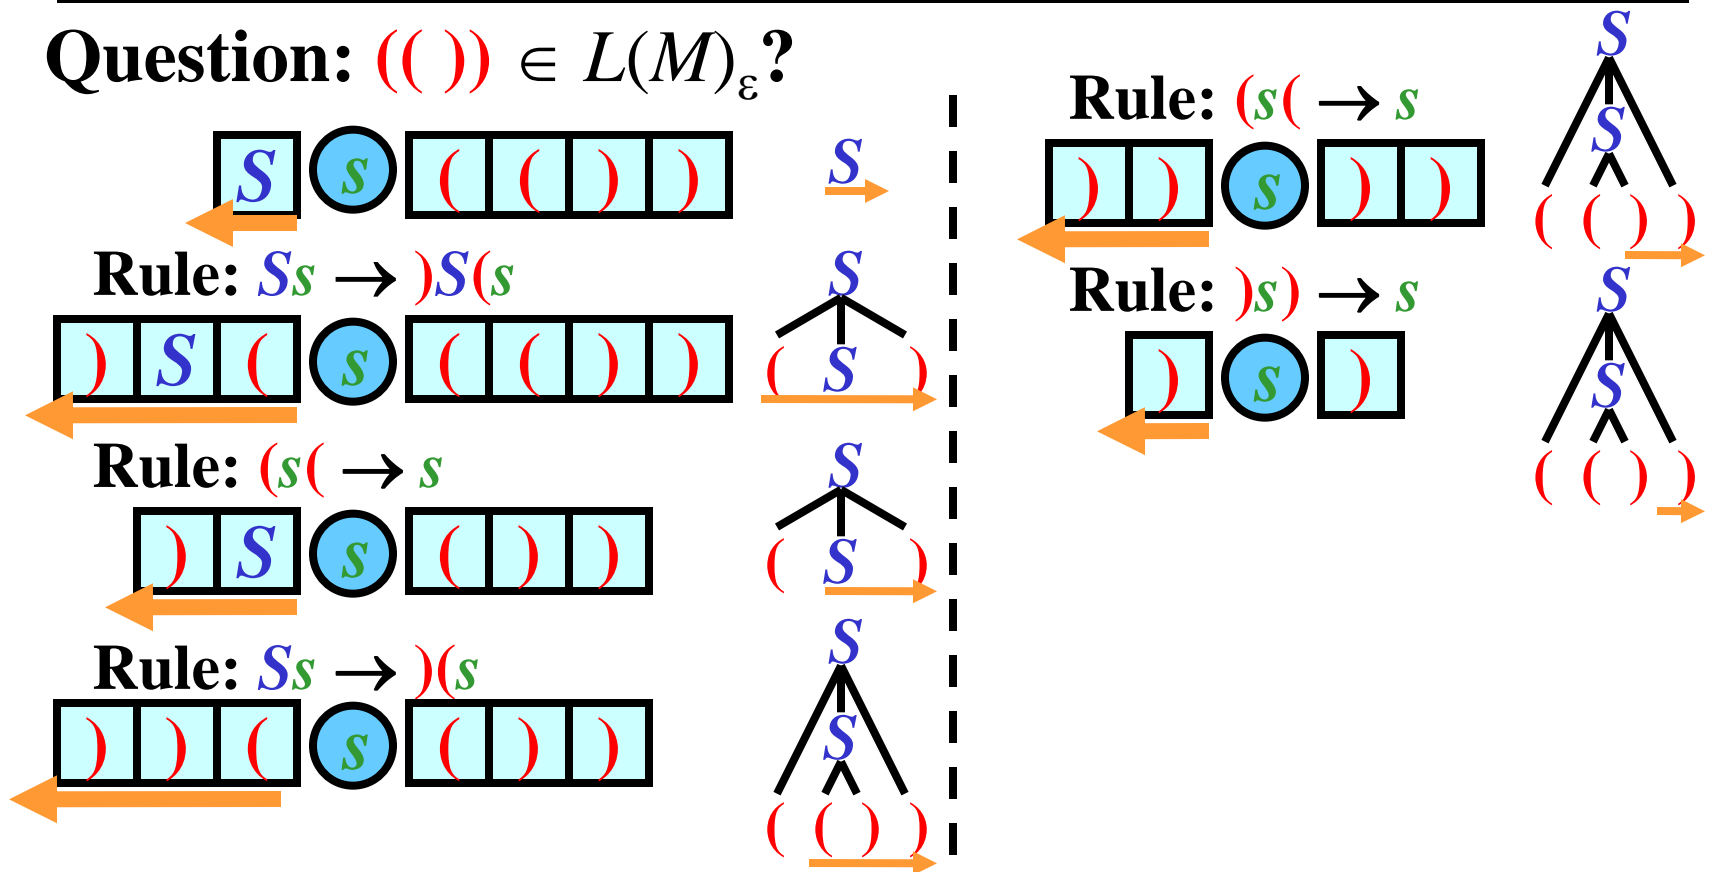 Question: (( )) ∈ L(M)ε?
S s ( ( ) ) S
Rule: Ss → )S(s S
) S ( s ( ( ) ) ( S )
Rule: (s( → s S
) S s ( ) ) ( S )
Rule: Ss → )(s S
) ) ( s ( ) ) S
( ( ) )
S
Rule: (s( → s
S
) ) s ) )
( ( ) )
Rule: )s) → s S
) s ) S
( ( ) )